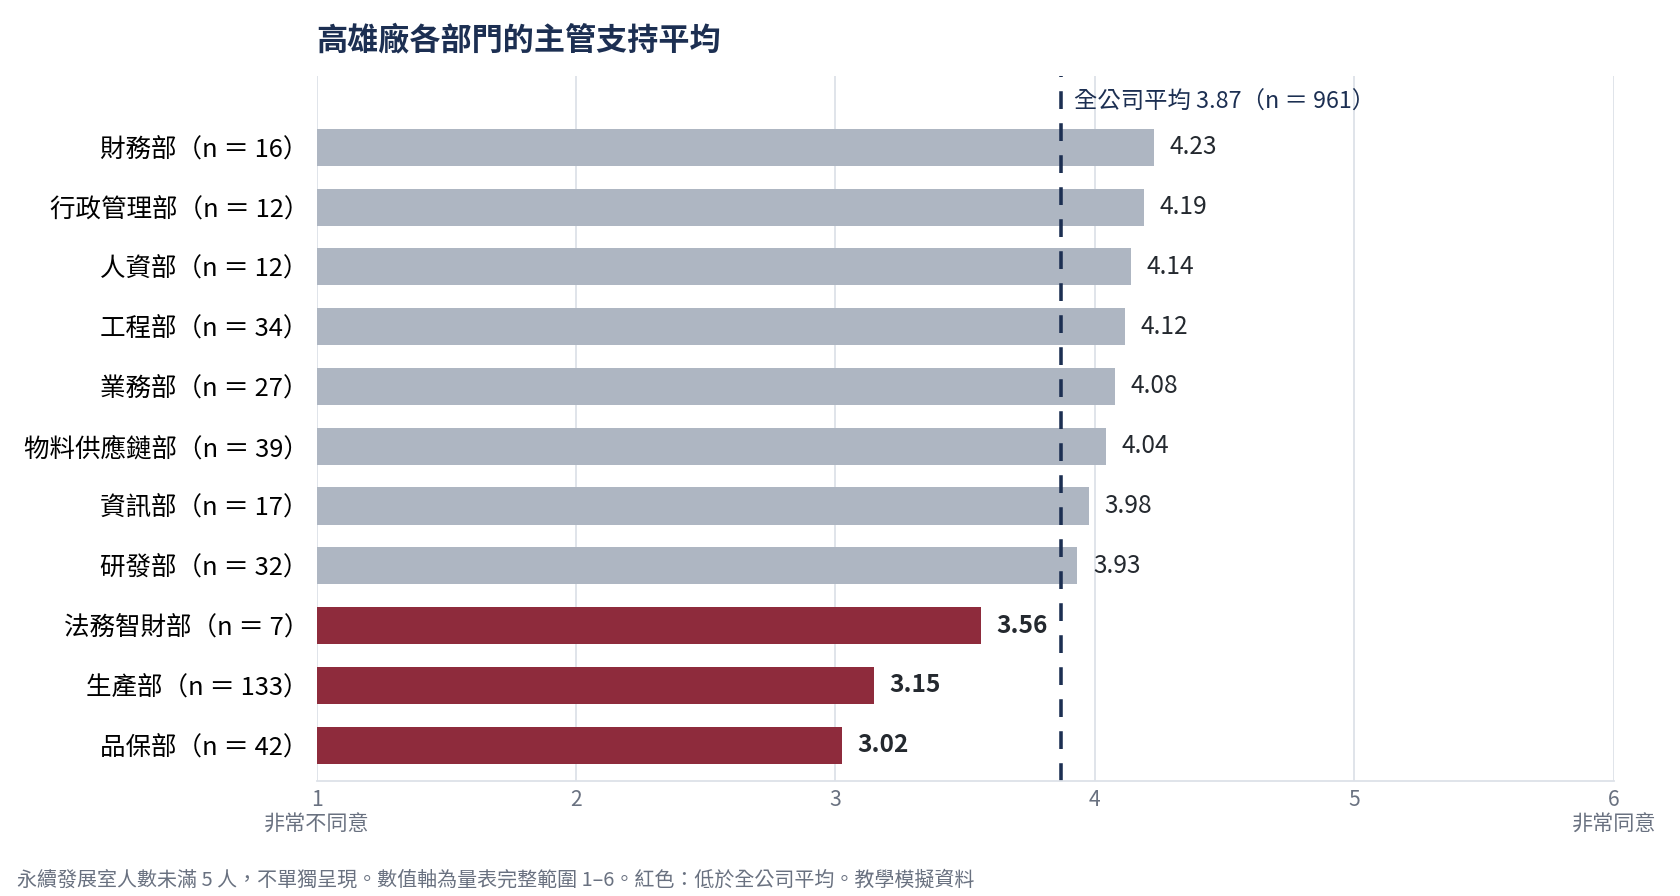 高雄廠各部門的主管支持平均
全公司平均 3.87（n = 961）
財務部（n = 16） 4.23
行政管理部（n = 12） 4.19
人資部（n = 12） 4.14
工程部（n = 34） 4.12
業務部（n = 27） 4.08
物料供應鏈部（n = 39） 4.04
資訊部（n = 17） 3.98
研發部（n = 32） 3.93
法務智財部（n = 7） 3.56
生產部（n = 133） 3.15
品保部（n = 42） 3.02
1 2 3 4 5 6
非常不同意 非常同意
永續發展室人數未滿 5 人，不單獨呈現。數值軸為量表完整範圍 1–6。紅色：低於全公司平均。教學模擬資料